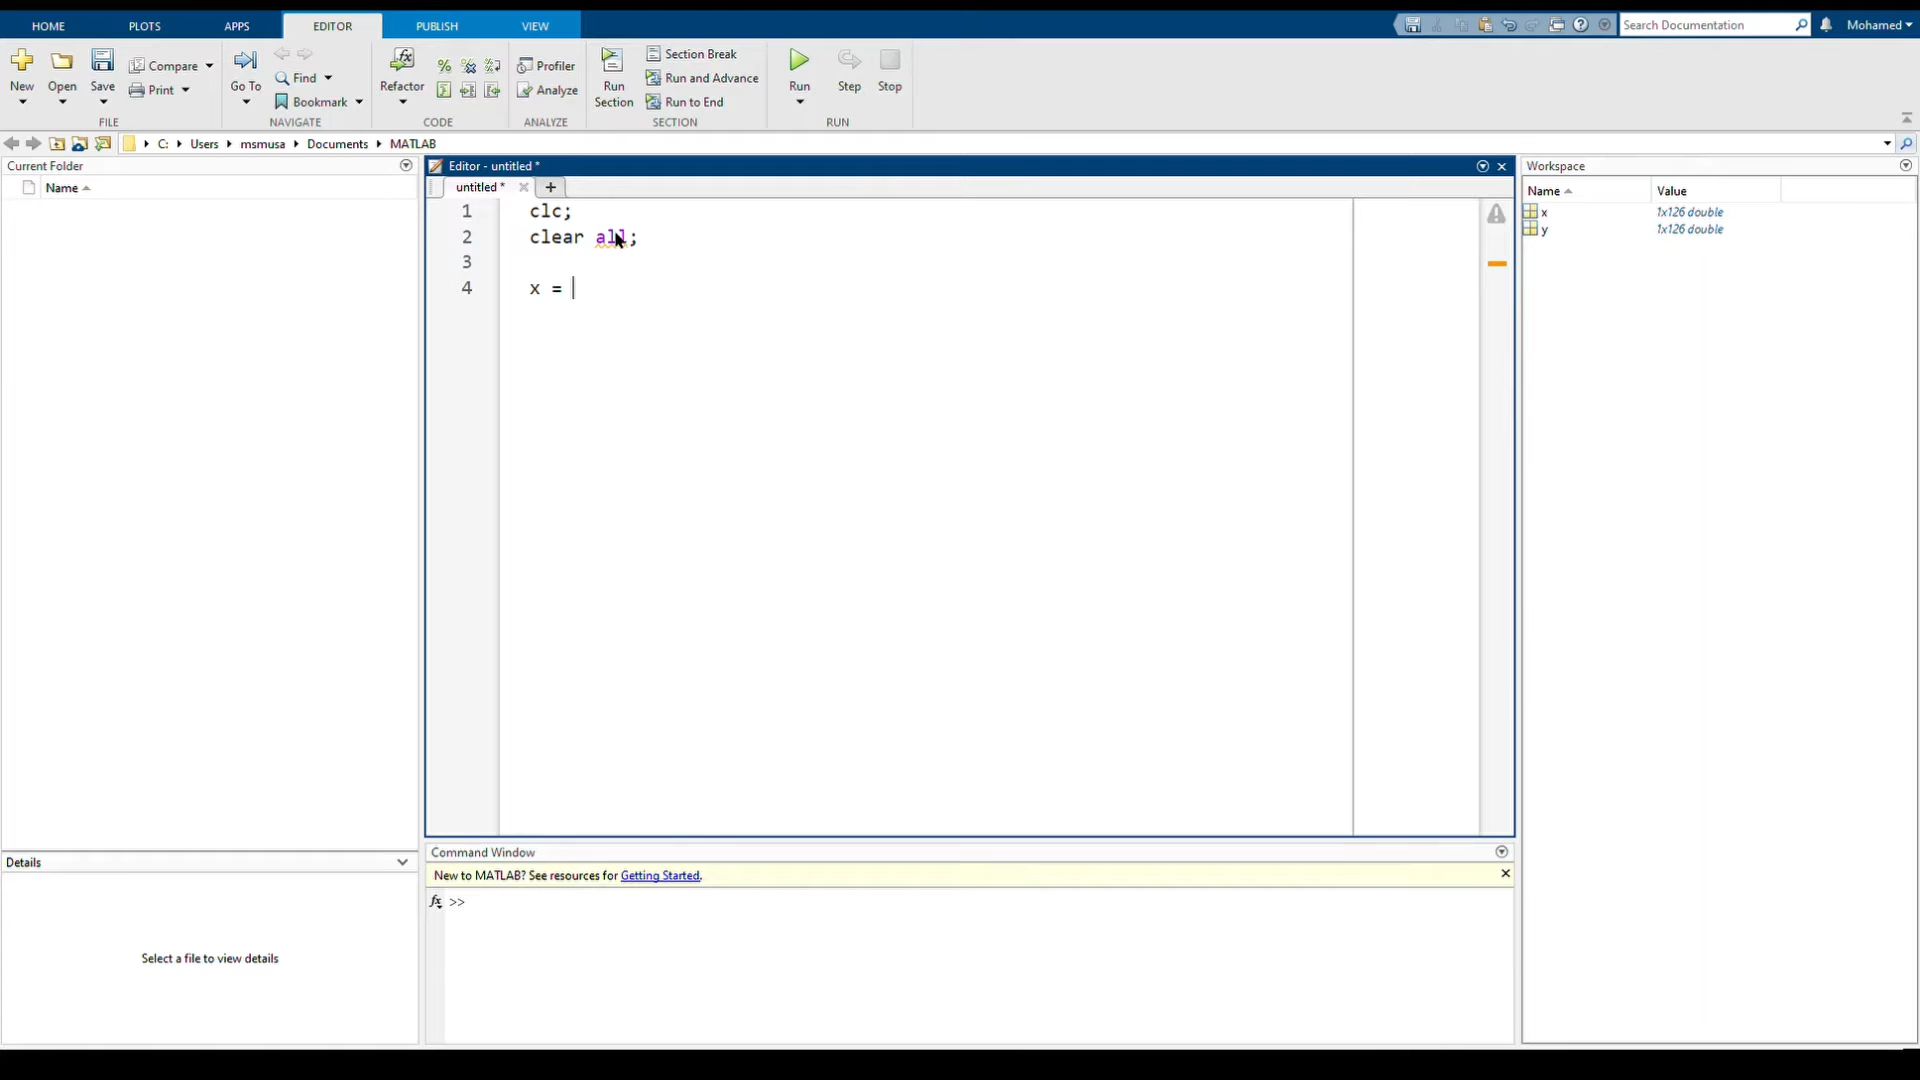 HOME PLOTS APPS EDITOR PUBLISH VIEW
Search Documentation Mohamed
New Open Save Compare Print
FILE
Go To Find Bookmark
NAVIGATE
Refactor
CODE
Profiler
Analyze
ANALYZE
Run Section
Section Break
Run and Advance
Run to End
SECTION
Run Step Stop
RUN
C: Users msmusa Documents MATLAB
Current Folder
Name
Editor - untitled *
untitled * +
1 clc;
2 clear all;
3
4 x =
Workspace
Name Value
x 1x126 double
y 1x126 double
Details
Select a file to view details
Command Window
New to MATLAB? See resources for Getting Started.
fx >>